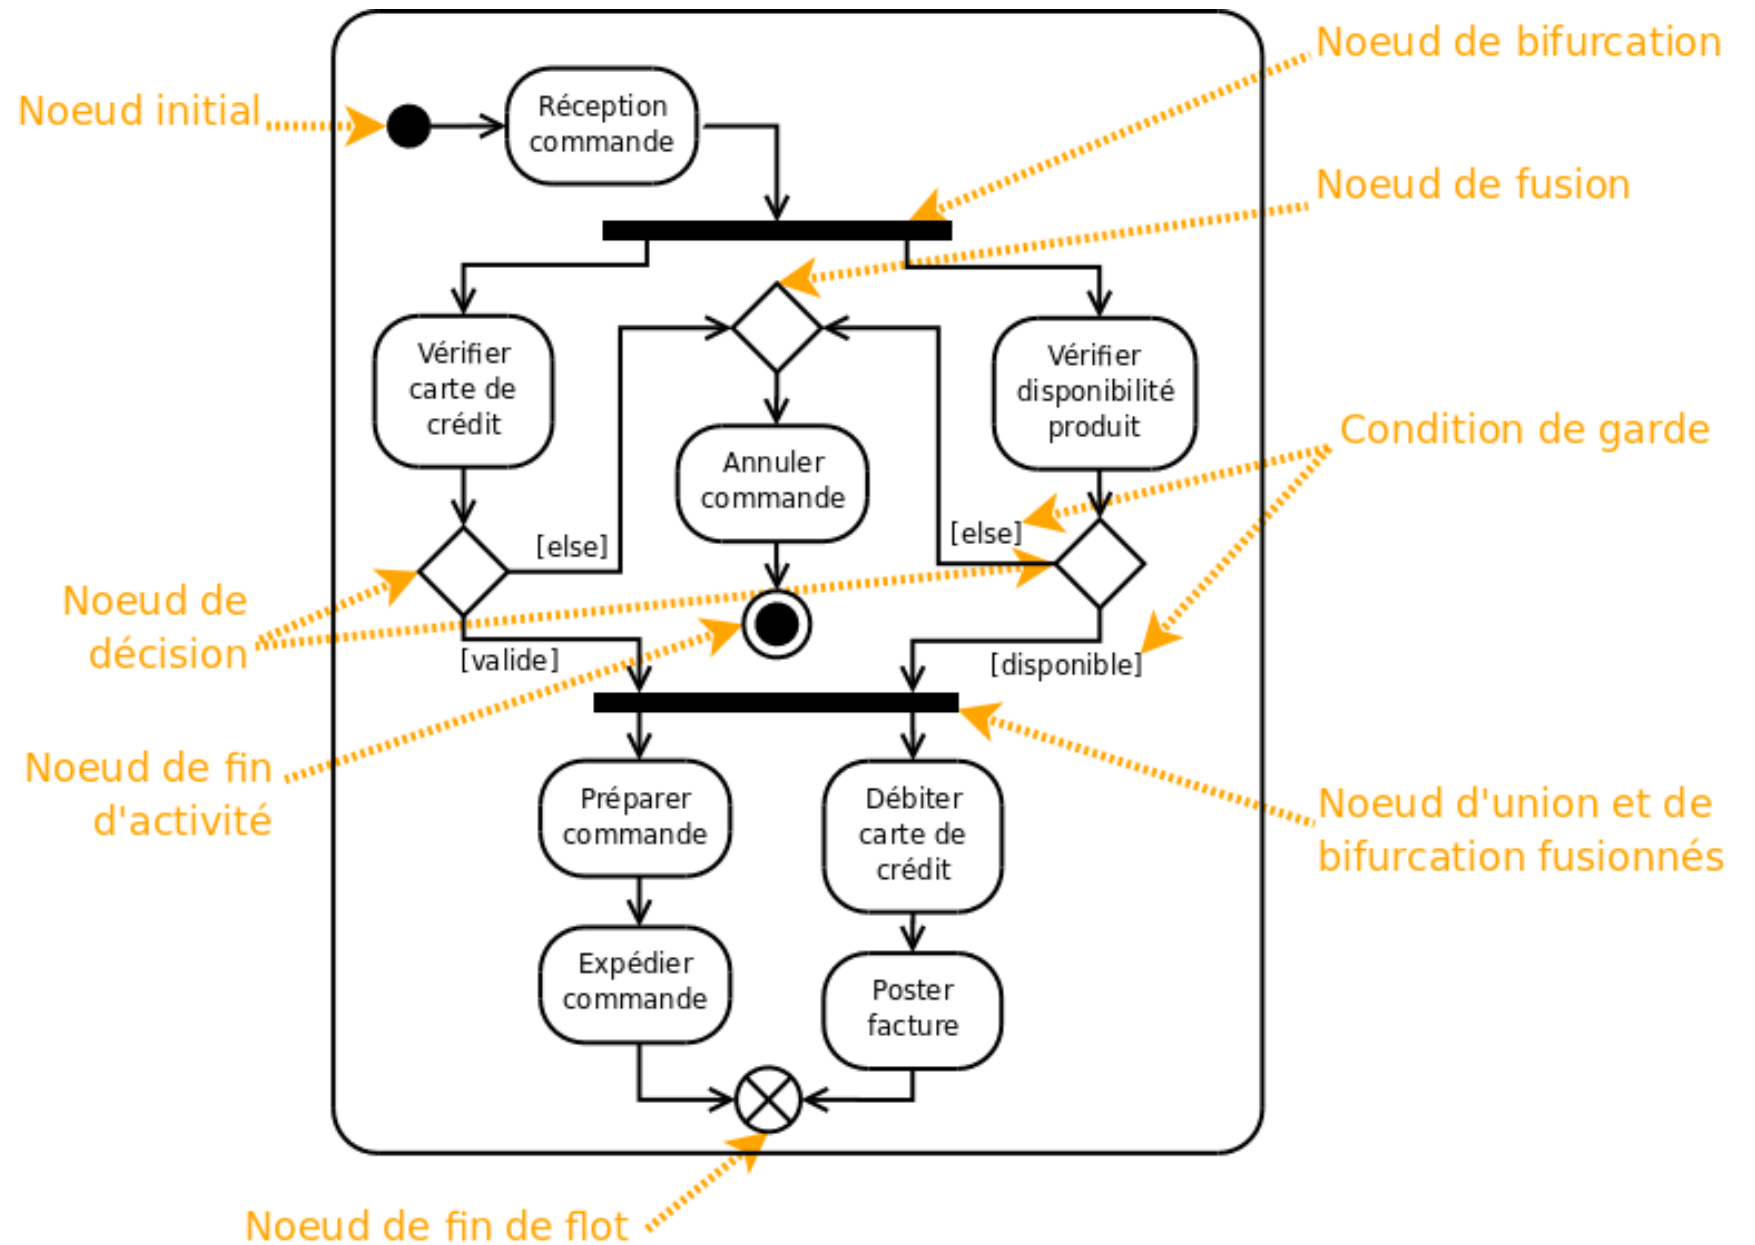 Noeud de bifurcation
Noeud initial
Réception
commande
Noeud de fusion
Vérifier
carte de
crédit
Vérifier
disponibilité
produit
Condition de garde
Annuler
commande
[else]
[else]
Noeud de
décision
[valide]
[disponible]
Noeud de fin
d'activité
Noeud d'union et de
bifurcation fusionnés
Préparer
commande
Débiter
carte de
crédit
Expédier
commande
Poster
facture
Noeud de fin de flot